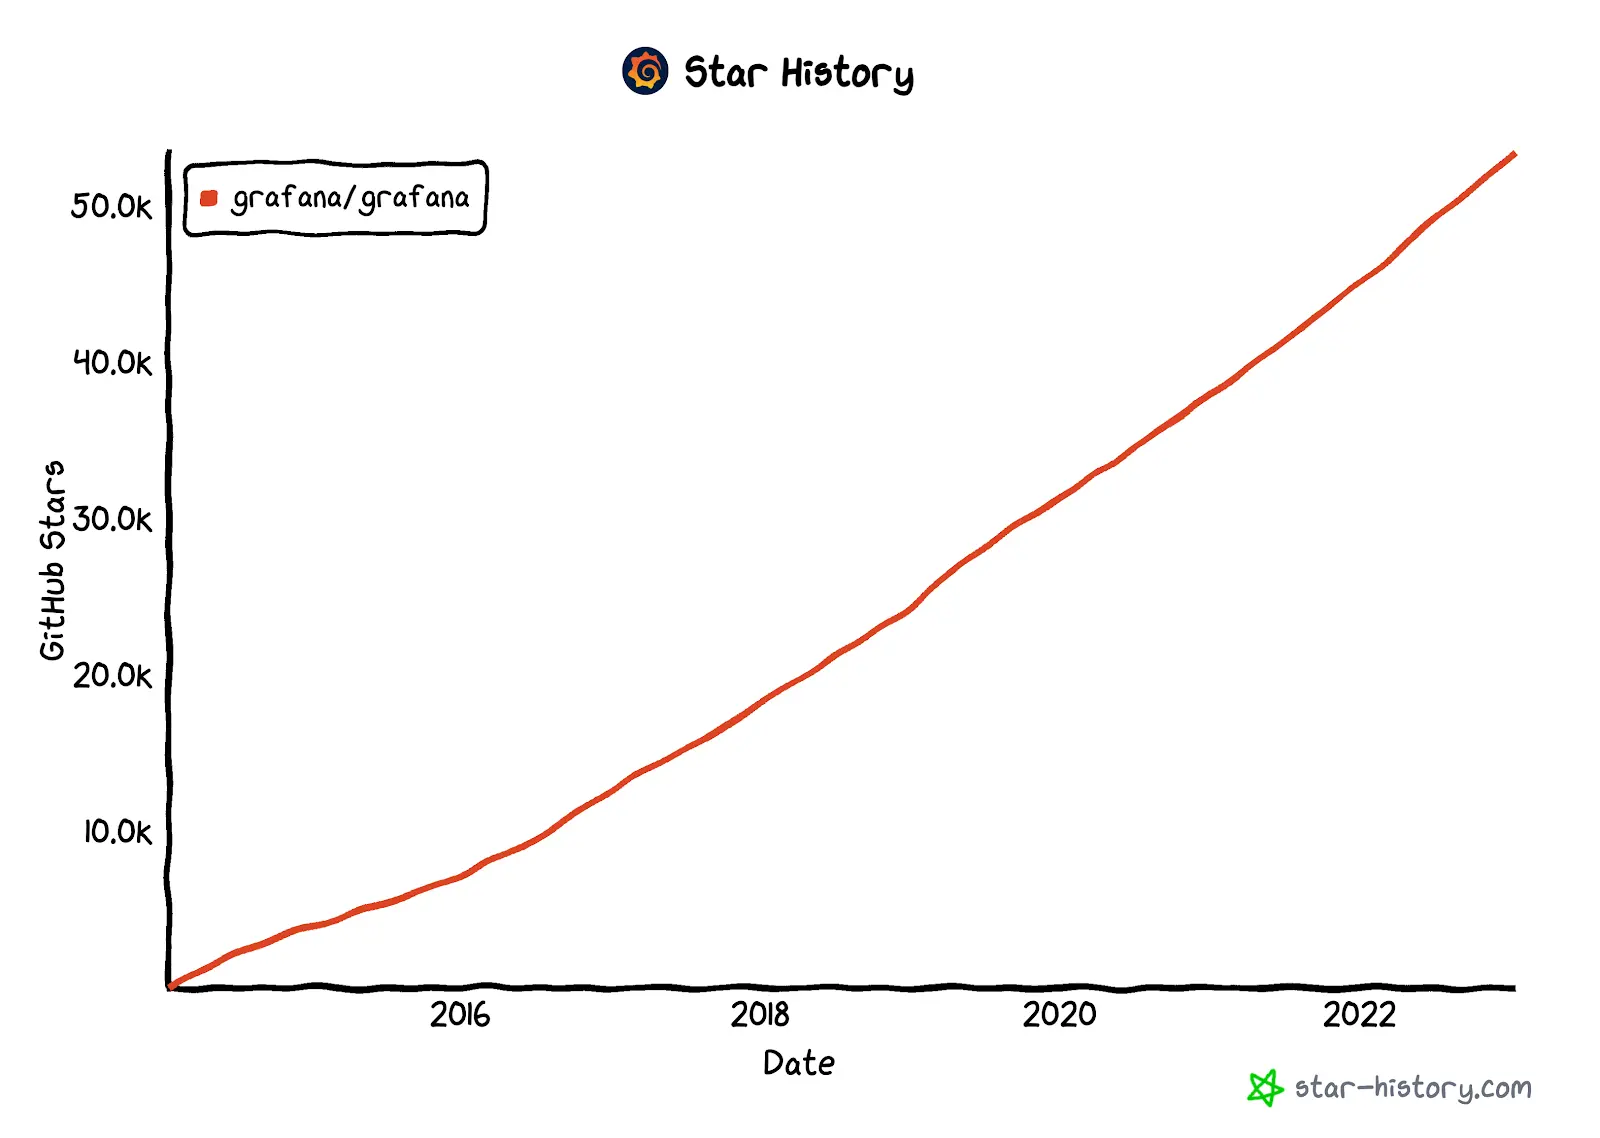 Star History
grafana/grafana
50.0k
40.0k
30.0k
20.0k
10.0k
GitHub Stars
2016 2018 2020 2022
Date
star-history.com